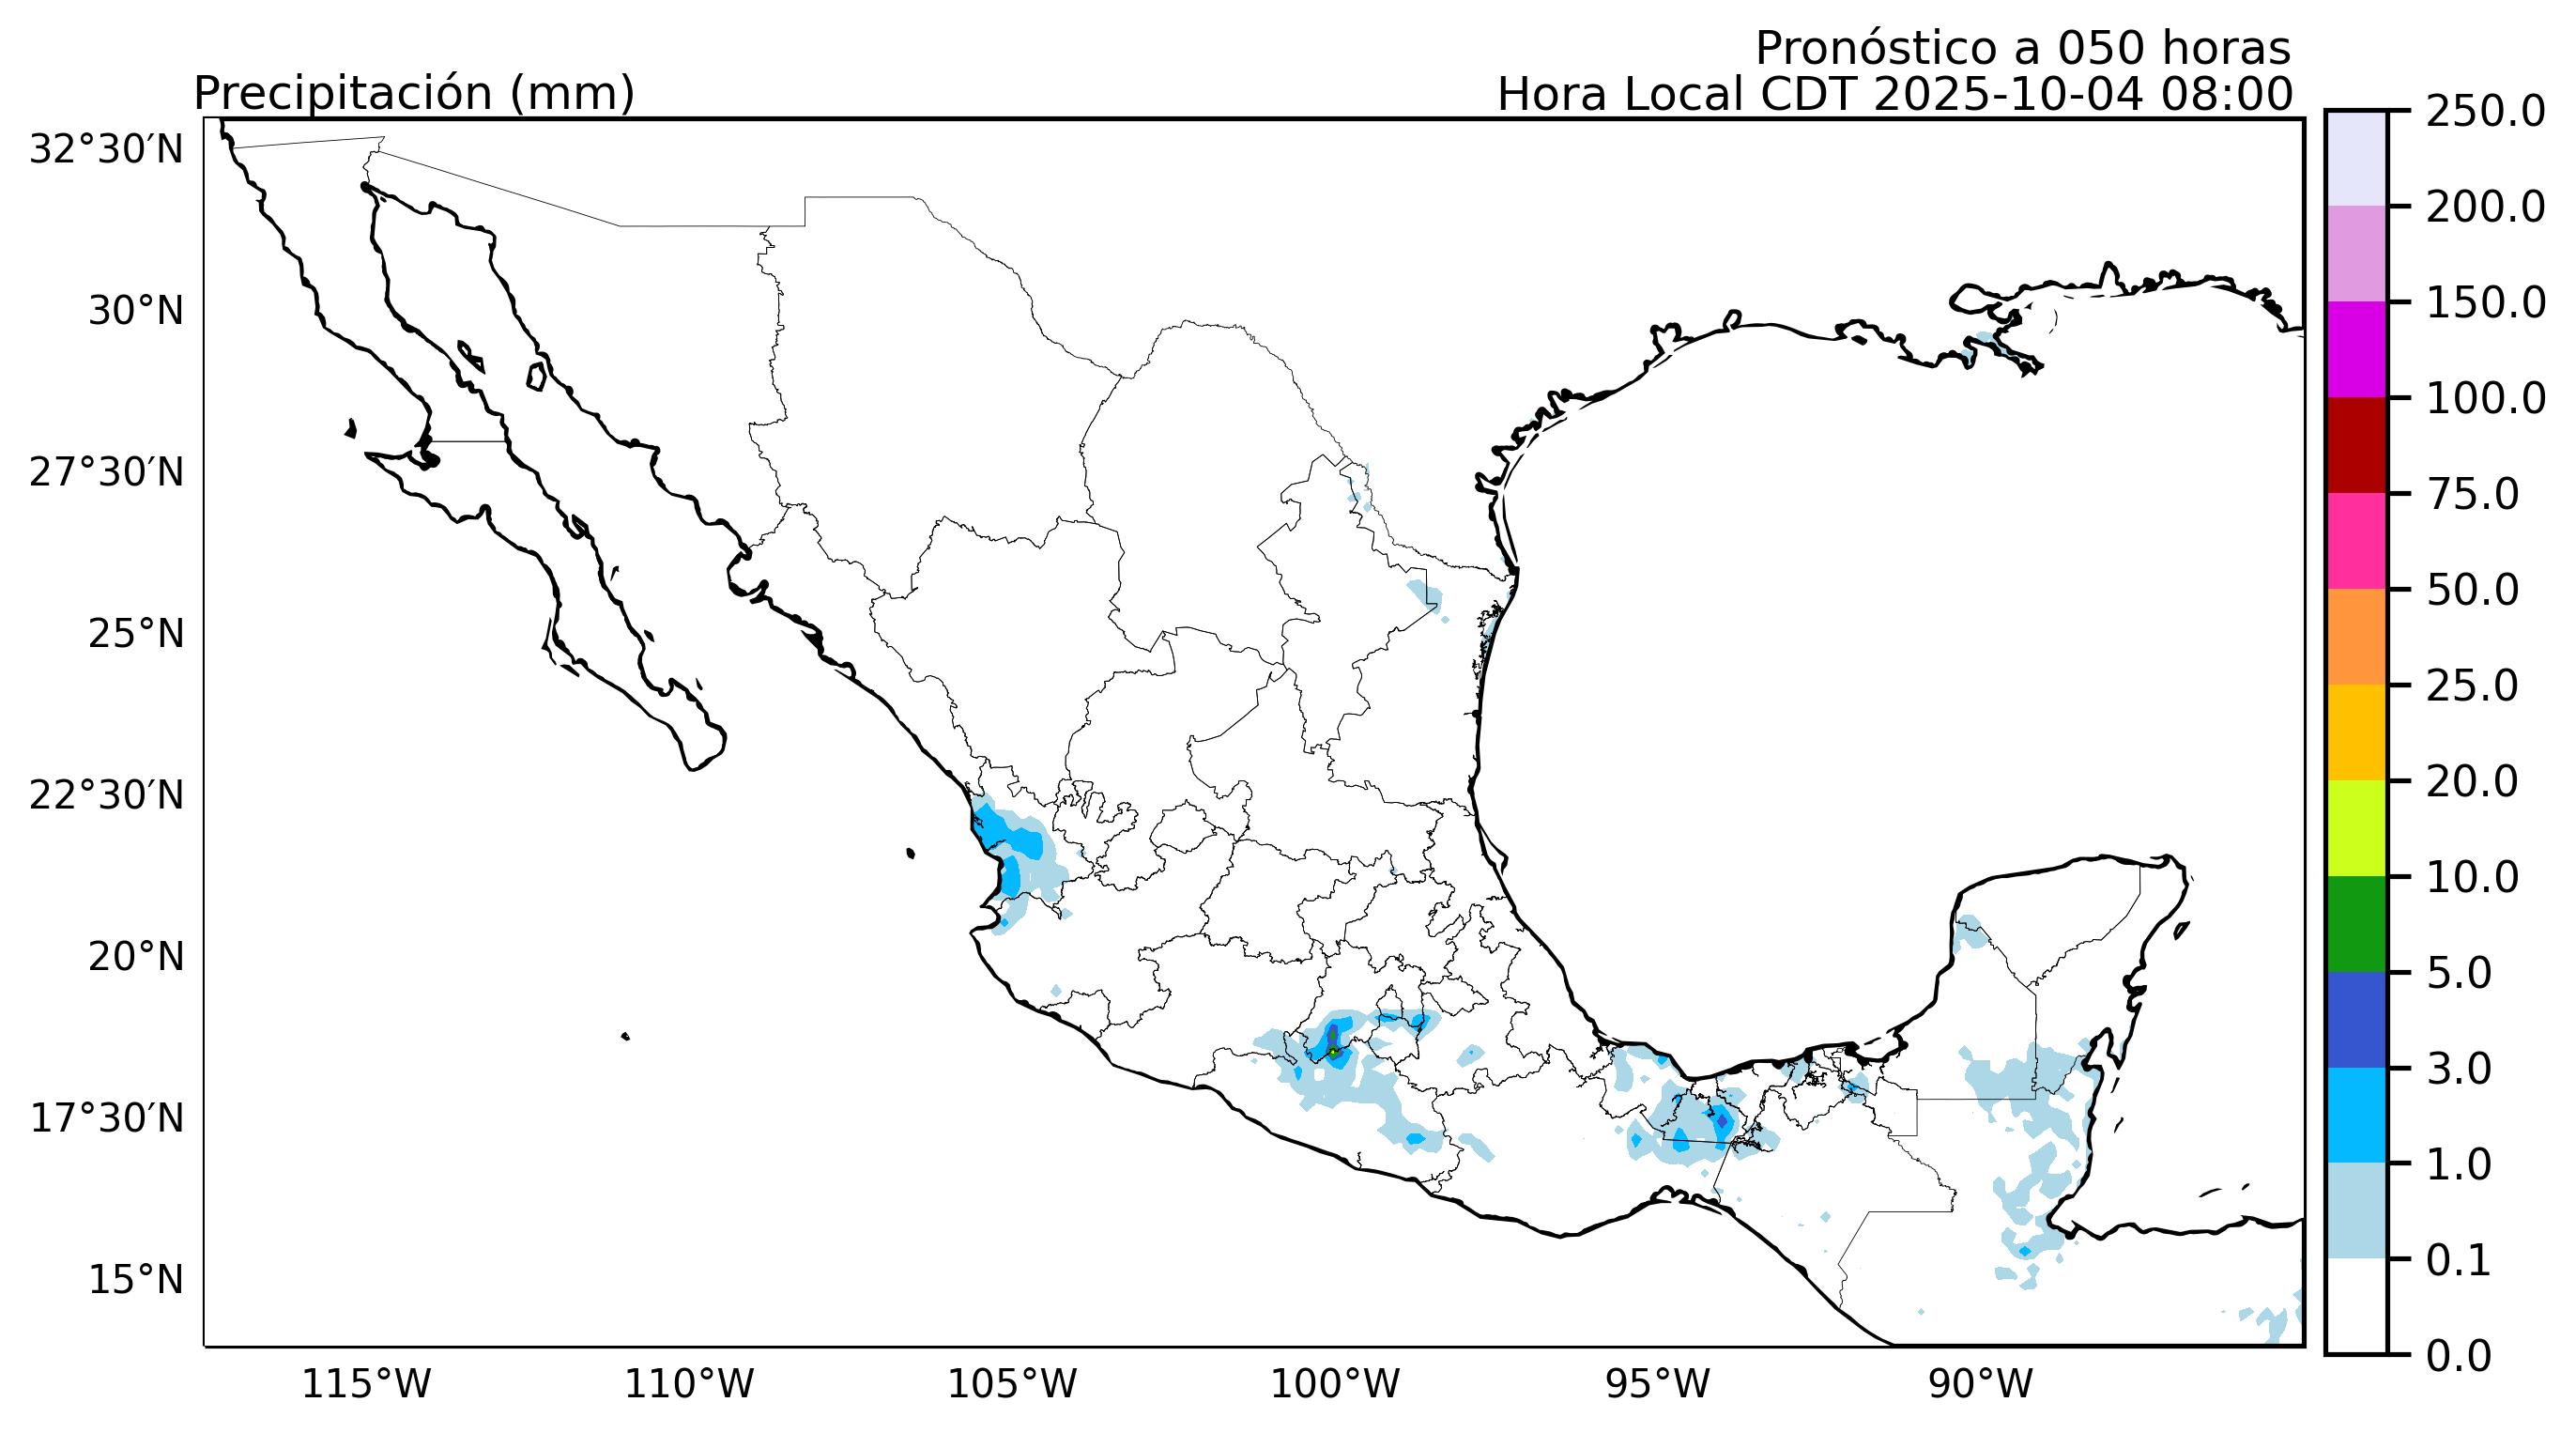 Pronóstico a 050 horas
Precipitación (mm)
Hora Local CDT 2025-10-04 08:00
32°30′N
30°N
27°30′N
25°N
22°30′N
20°N
17°30′N
15°N
115°W
110°W
105°W
100°W
95°W
90°W
250.0
200.0
150.0
100.0
75.0
50.0
25.0
20.0
10.0
5.0
3.0
1.0
0.1
0.0